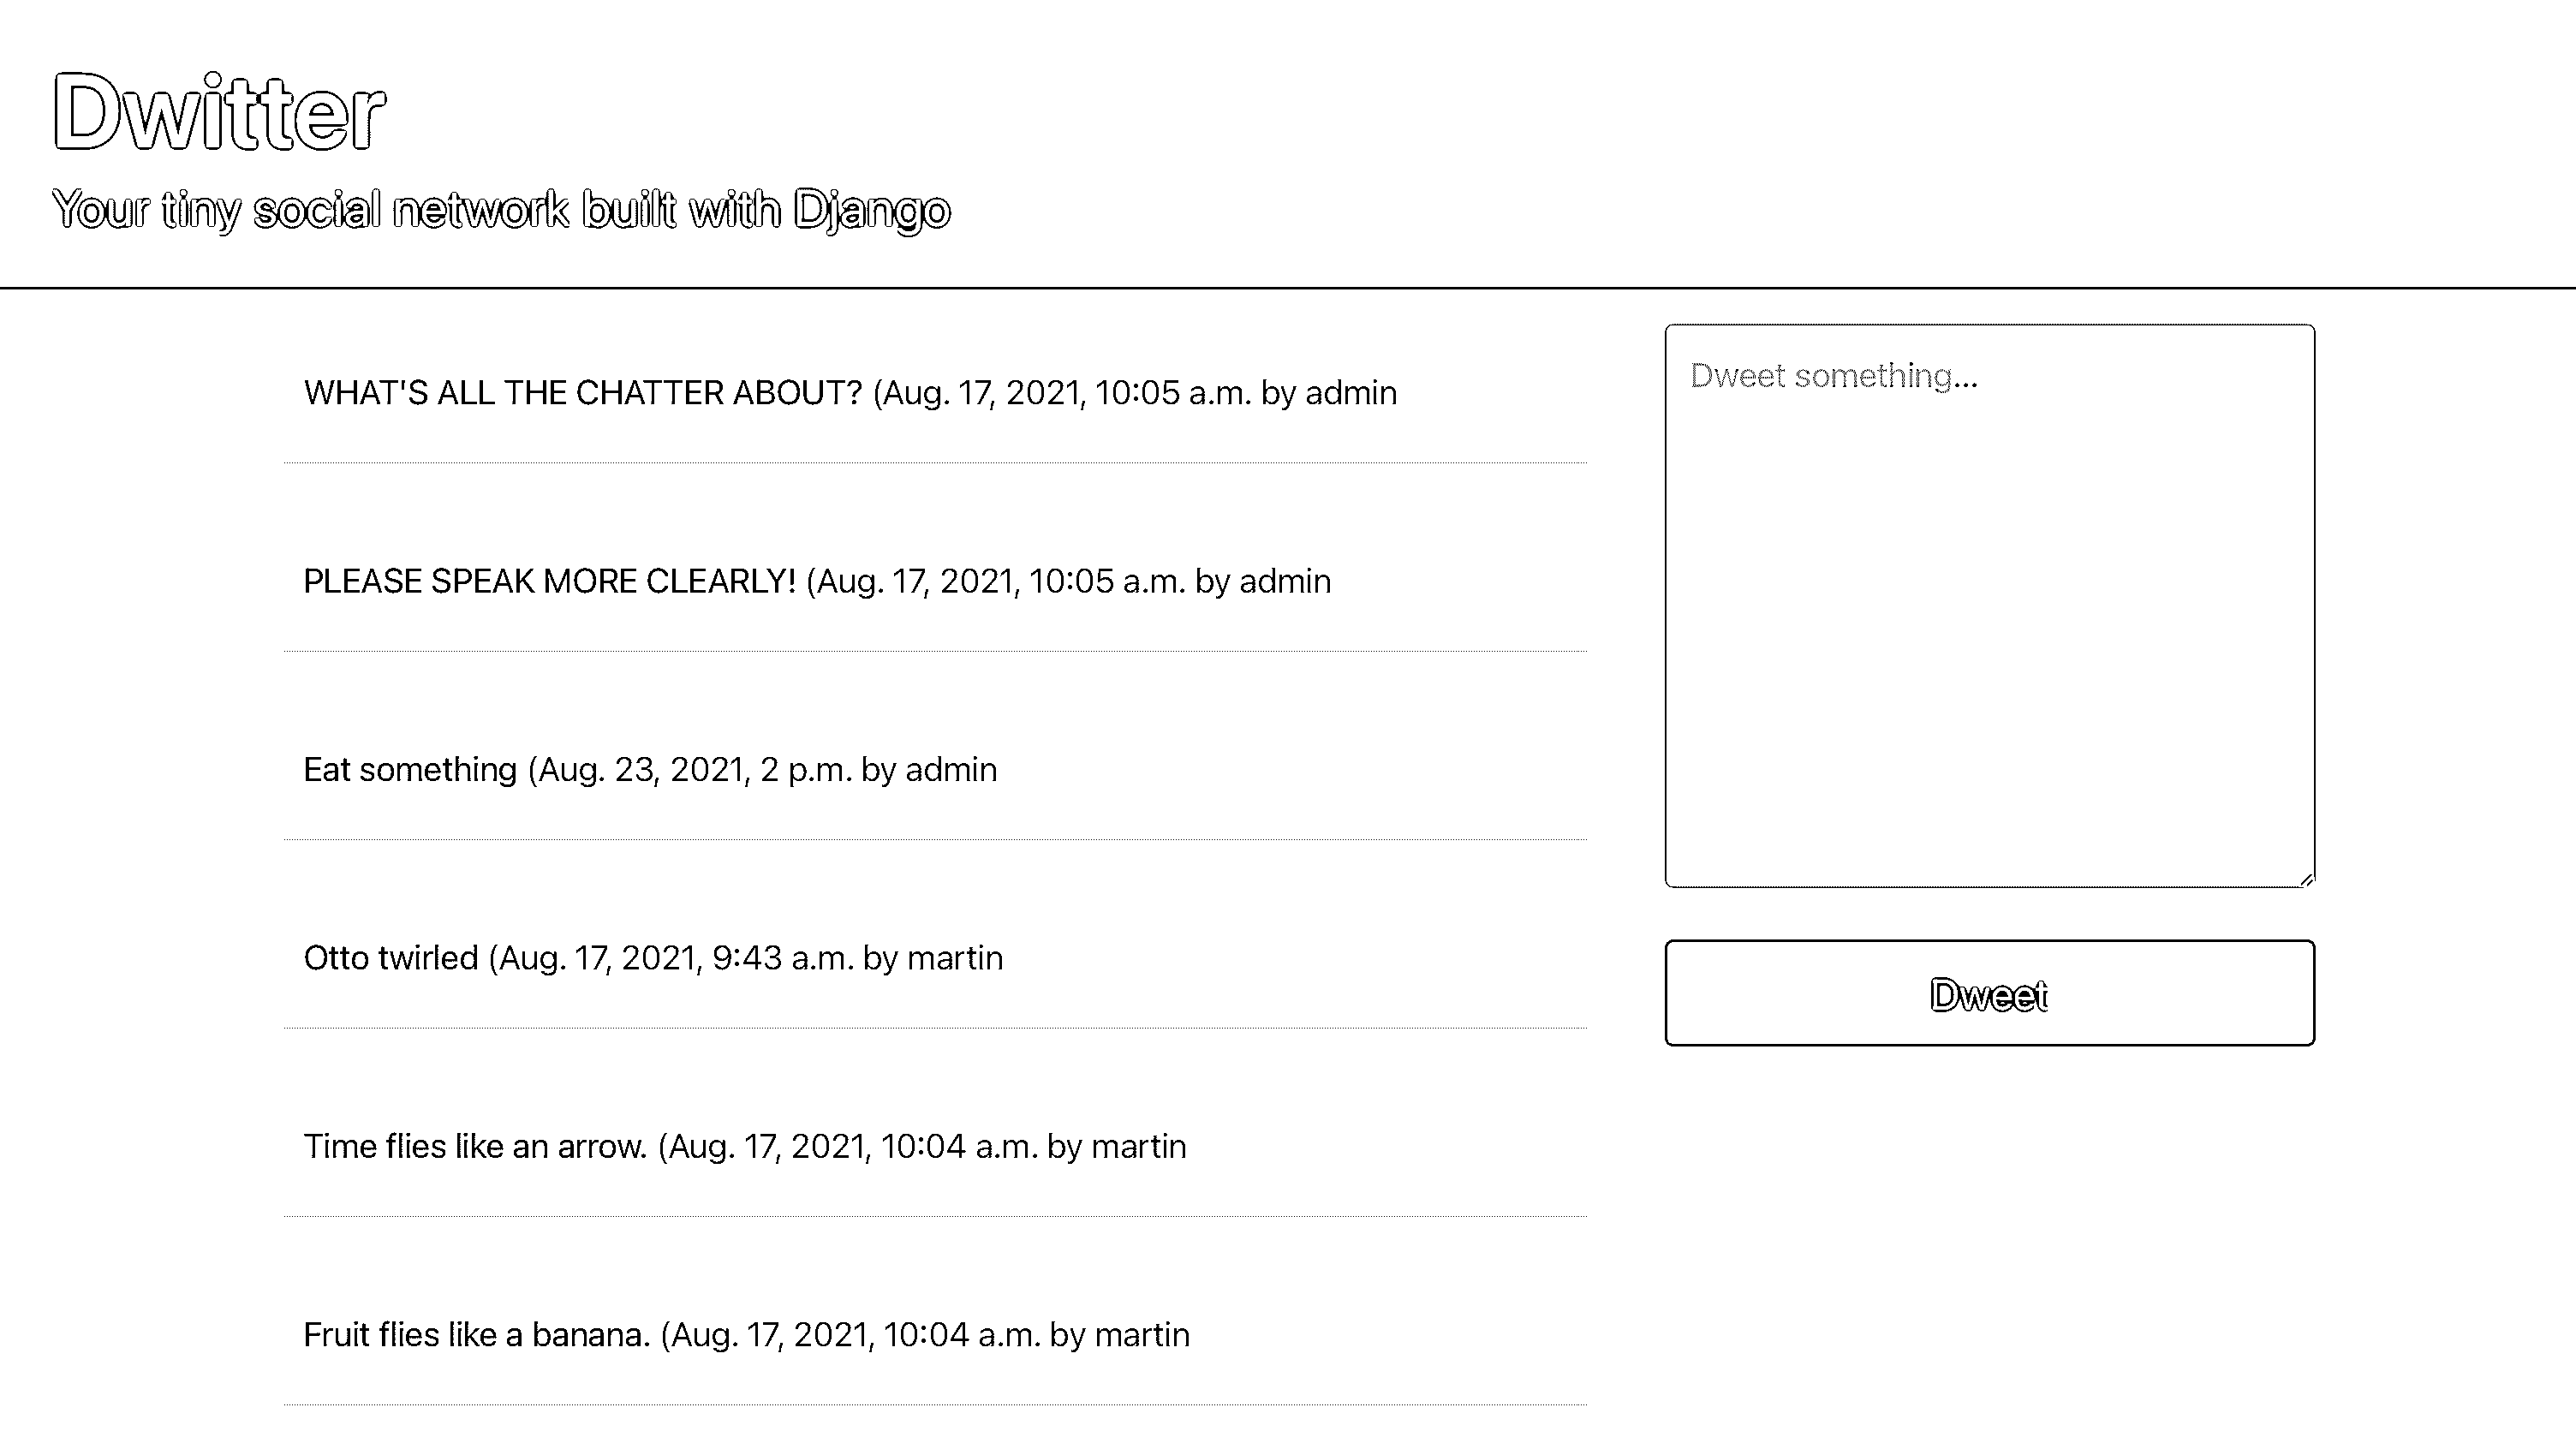 Dwitter
Your tiny social network built with Django
WHAT'S ALL THE CHATTER ABOUT? (Aug. 17, 2021, 10:05 a.m. by admin
PLEASE SPEAK MORE CLEARLY! (Aug. 17, 2021, 10:05 a.m. by admin
Eat something (Aug. 23, 2021, 2 p.m. by admin
Otto twirled (Aug. 17, 2021, 9:43 a.m. by martin
Time flies like an arrow. (Aug. 17, 2021, 10:04 a.m. by martin
Fruit flies like a banana. (Aug. 17, 2021, 10:04 a.m. by martin
Dweet something...
Dweet